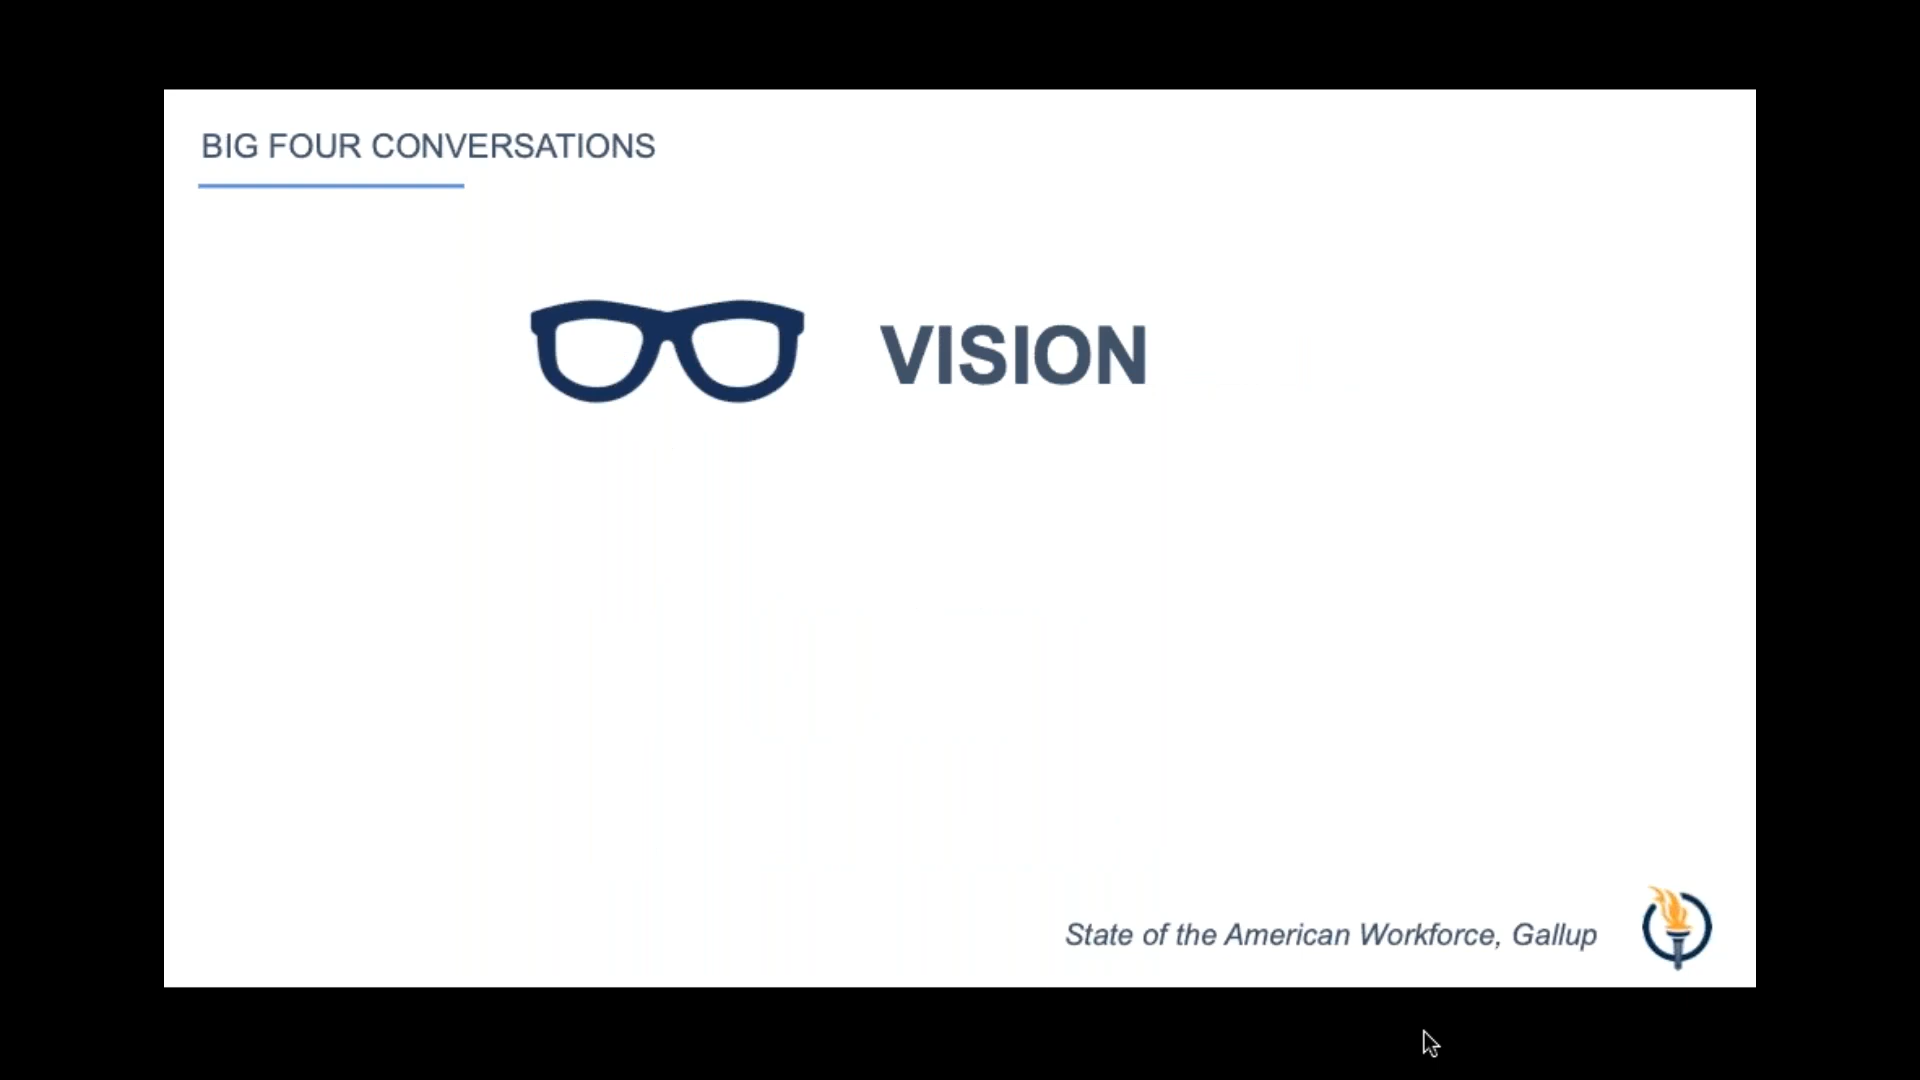 BIG FOUR CONVERSATIONS
VISION
State of the American Workforce, Gallup